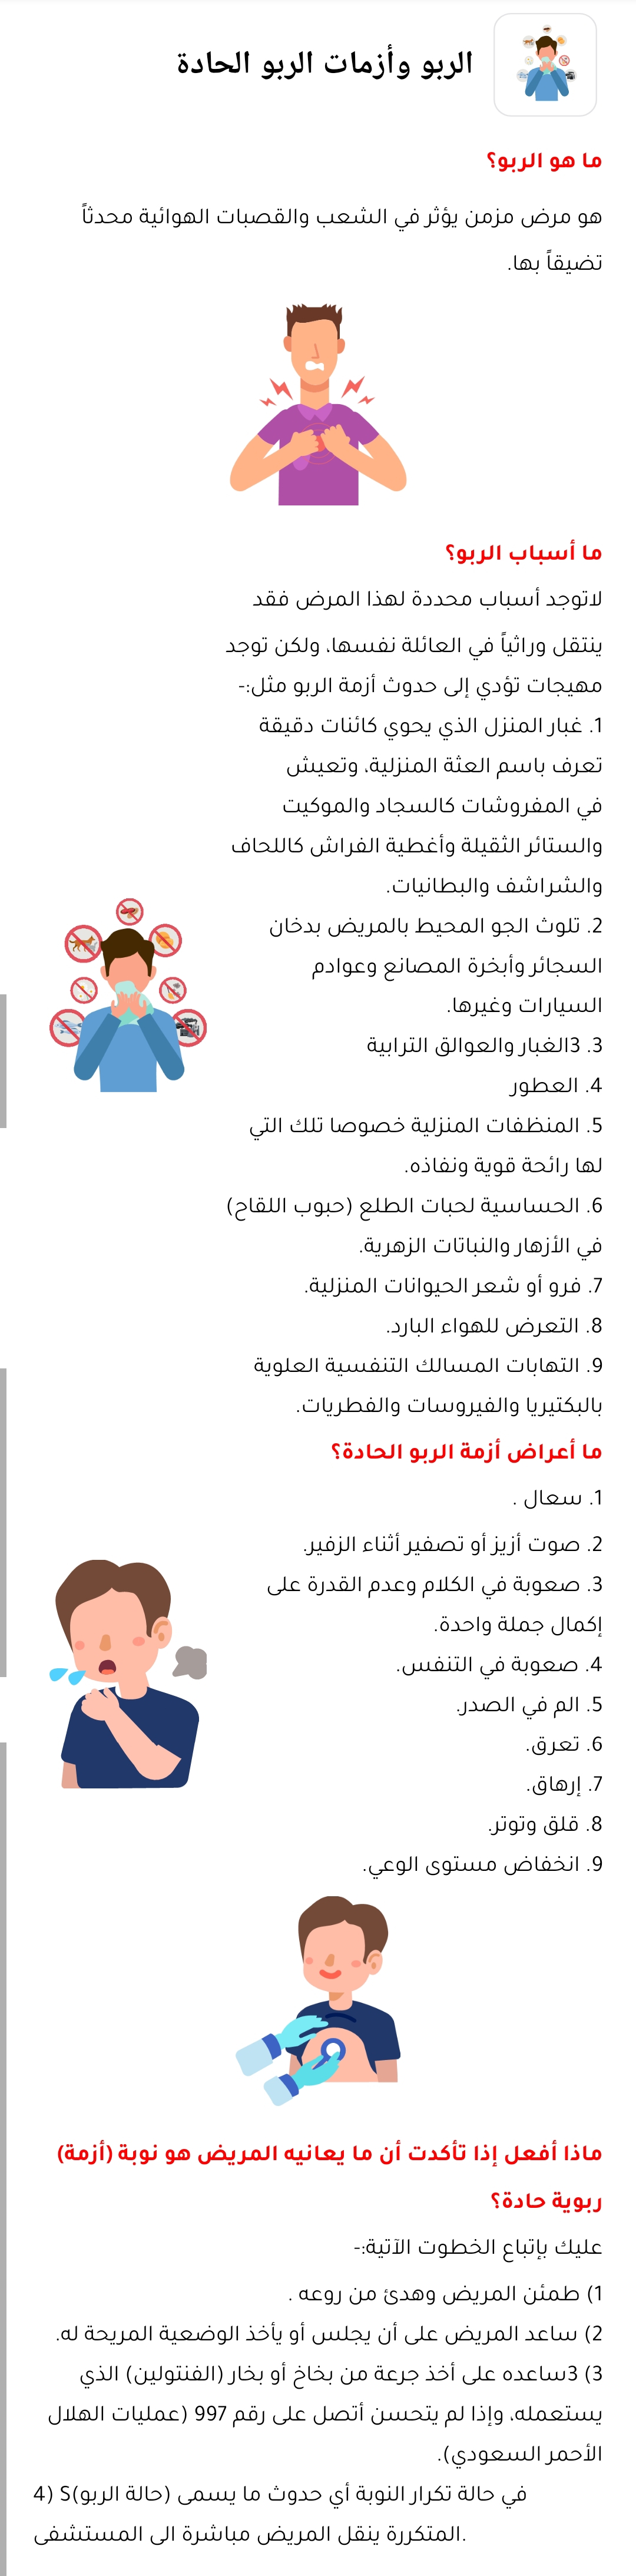 الربو وأزمات الربو الحادة
ما هو الربو؟
هو مرض مزمن يؤثر في الشعب والقصبات الهوائية محدثاً
تضيقاً بها.
ما أسباب الربو؟
لاتوجد أسباب محددة لهذا المرض فقد
ينتقل وراثياً في العائلة نفسها، ولكن توجد
مهيجات تؤدي إلى حدوث أزمة الربو مثل:-
1. غبار المنزل الذي يحوي كائنات دقيقة
تعرف باسم العثة المنزلية، وتعيش
في المفروشات كالسجاد والموكيت
والستائر الثقيلة وأغطية الفراش كاللحاف
والشراشف والبطانيات.
2. تلوث الجو المحيط بالمريض بدخان
السجائر وأبخرة المصانع وعوادم
السيارات وغيرها.
3. 3الغبار والعوالق الترابية
4. العطور
5. المنظفات المنزلية خصوصا تلك التي
لها رائحة قوية ونفاذه.
6. الحساسية لحبات الطلع (حبوب اللقاح)
في الأزهار والنباتات الزهرية.
7. فرو أو شعر الحيوانات المنزلية.
8. التعرض للهواء البارد.
9. التهابات المسالك التنفسية العلوية
بالبكتيريا والفيروسات والفطريات.
ما أعراض أزمة الربو الحادة؟
1. سعال .
2. صوت أزيز أو تصفير أثناء الزفير.
3. صعوبة في الكلام وعدم القدرة على
إكمال جملة واحدة.
4. صعوبة في التنفس.
5. الم في الصدر.
6. تعرق.
7. إرهاق.
8. قلق وتوتر.
9. انخفاض مستوى الوعي.
ماذا أفعل إذا تأكدت أن ما يعانيه المريض هو نوبة (أزمة)
ربوية حادة؟
عليك بإتباع الخطوت الآتية:-
1) طمئن المريض وهدئ من روعه .
2) ساعد المريض على أن يجلس أو يأخذ الوضعية المريحة له.
3) 3ساعده على أخذ جرعة من بخاخ أو بخار (الفنتولين) الذي
يستعمله، وإذا لم يتحسن أتصل على رقم 997 (عمليات الهلال
الأحمر السعودي).
4) S(في حالة تكرار النوبة أي حدوث ما يسمى (حالة الربو
المتكررة ينقل المريض مباشرة الى المستشفى.